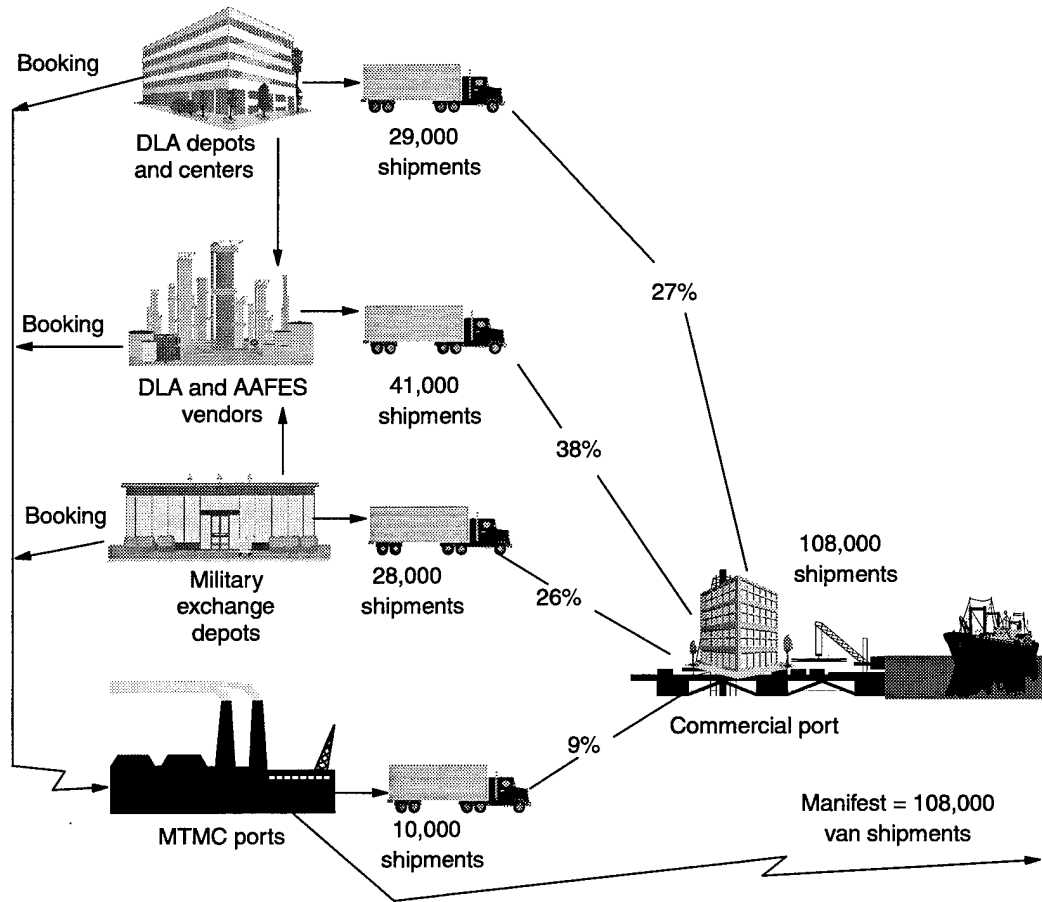 Booking
DLA depots
and centers
29,000
shipments
27%
Booking
DLA and AAFES
vendors
41,000
shipments
38%
Booking
Military
exchange
depots
28,000
shipments
26%
108,000
shipments
Commercial port
9%
MTMC ports
10,000
shipments
Manifest = 108,000
van shipments